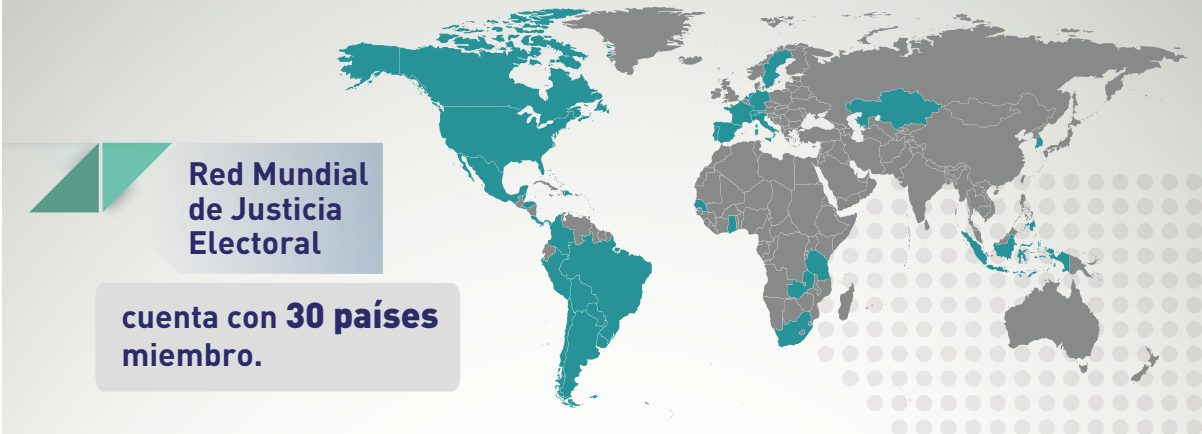 Red Mundial
de Justicia
Electoral
cuenta con 30 países
miembro.